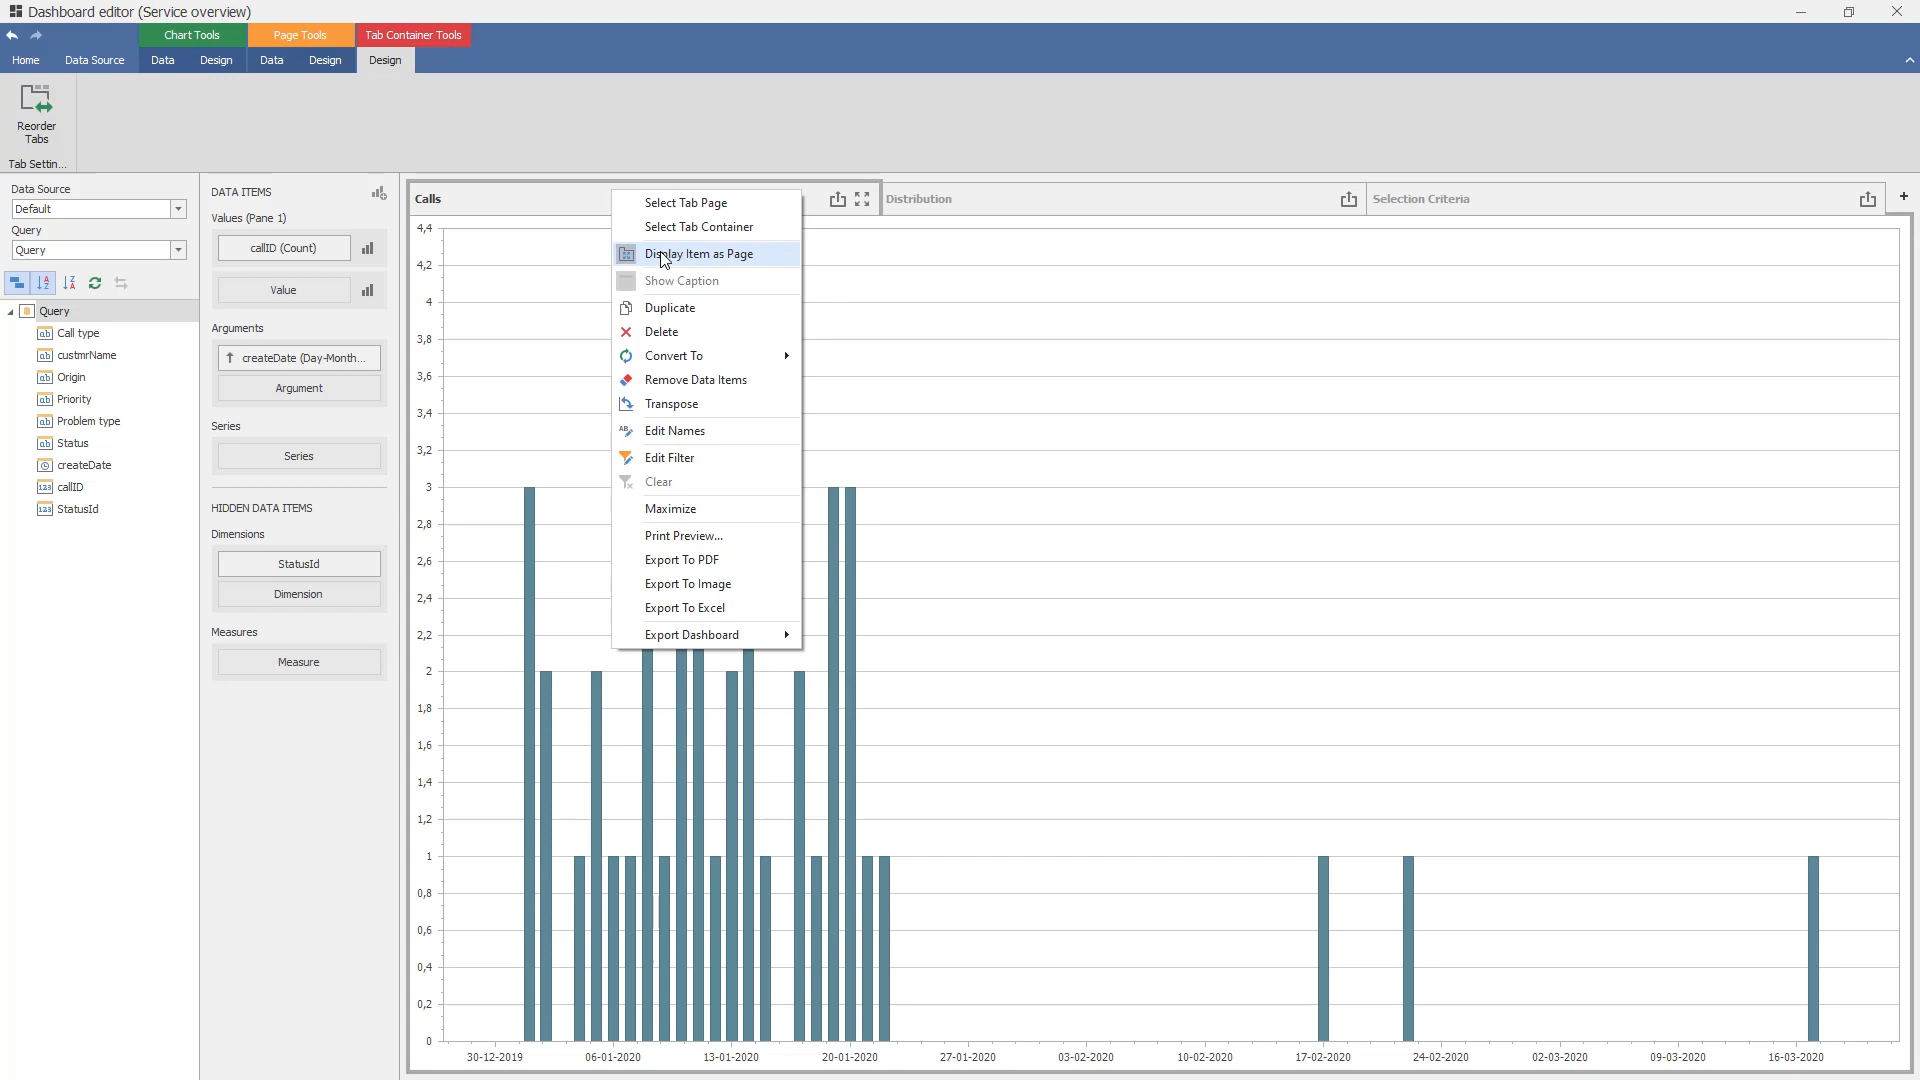 Dashboard editor (Service overview)
Chart Tools
Page Tools
Tab Container Tools
Home
Data Source
Data
Design
Data
Design
Design
Reorder
Tabs
Tab Settin...
Data Source
Default
Query
Query
Query
Call type
custmrName
Origin
Priority
Problem type
Status
createDate
callID
StatusId
DATA ITEMS
Values (Pane 1)
callID (Count)
Value
Arguments
createDate (Day-Month...
Argument
Series
Series
HIDDEN DATA ITEMS
Dimensions
StatusId
Dimension
Measures
Measure
Calls
Distribution
Selection Criteria
+
Select Tab Page
Select Tab Container
Display Item as Page
Show Caption
Duplicate
Delete
Convert To
Remove Data Items
Transpose
Edit Names
Edit Filter
Clear
Maximize
Print Preview...
Export To PDF
Export To Image
Export To Excel
Export Dashboard
4,4
4,2
4
3,8
3,6
3,4
3,2
3
2,8
2,6
2,4
2,2
2
1,8
1,6
1,4
1,2
1
0,8
0,6
0,4
0,2
0
30-12-2019
06-01-2020
13-01-2020
20-01-2020
27-01-2020
03-02-2020
10-02-2020
17-02-2020
24-02-2020
02-03-2020
09-03-2020
16-03-2020